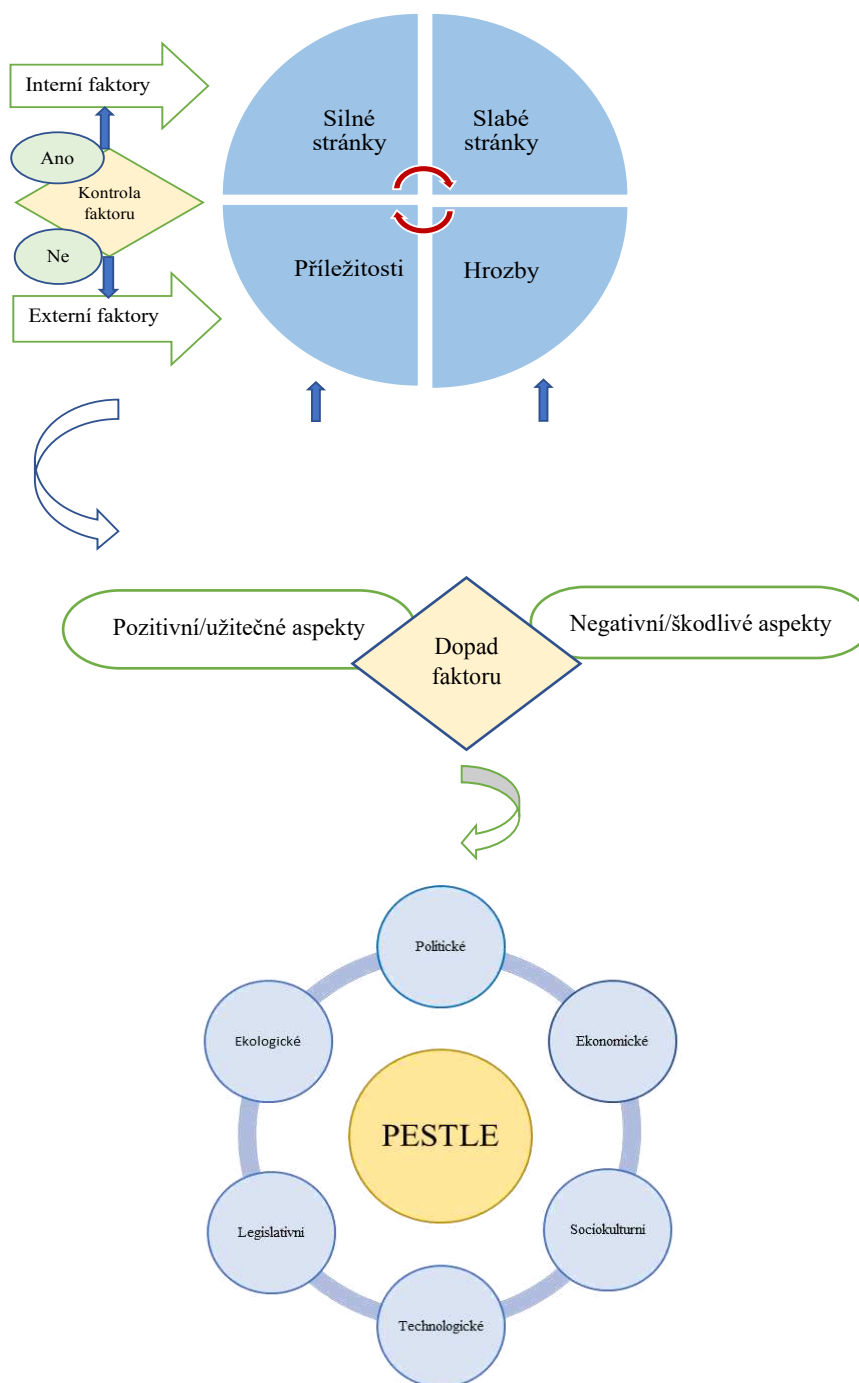 Interní faktory
Ano
Kontrola
faktoru
Ne
Externí faktory
Silné
stránky
Slabé
stránky
Příležitosti
Hrozby
Pozitivní/užitečné aspekty
Dopad
faktoru
Negativní/škodlivé aspekty
Politické
Ekologické
Ekonomické
PESTLE
Legislativní
Sociokulturní
Technologické